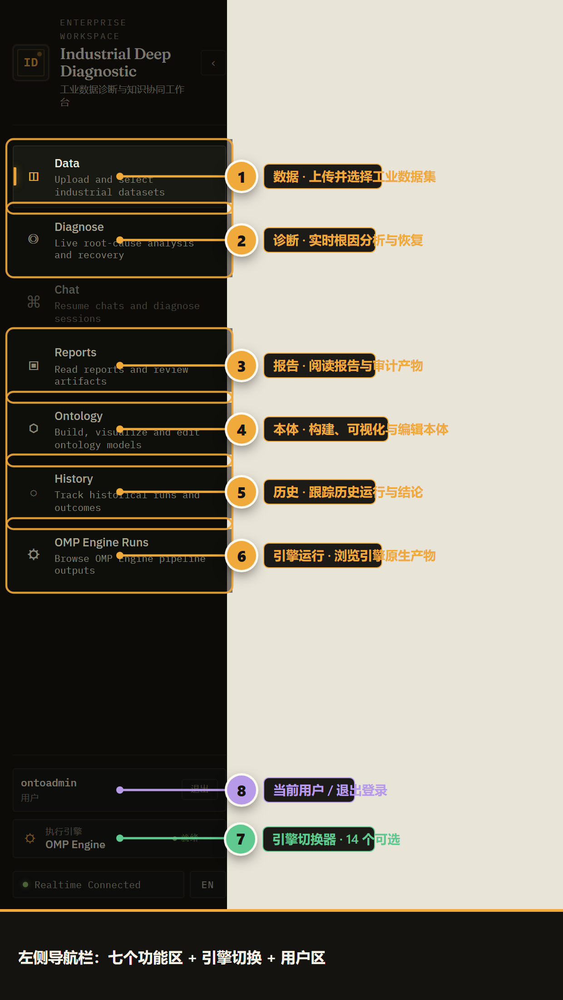 ENTERPRISE
WORKSPACE
ID
Industrial Deep
Diagnostic
‹
工业数据诊断与知识协同工作
台
Data
Upload and select
industrial datasets
1
数据 · 上传并选择工业数据集
Diagnose
Live root-cause analysis
and recovery
2
诊断 · 实时根因分析与恢复
Chat
Resume chats and diagnose
sessions
Reports
Read reports and review
artifacts
3
报告 · 阅读报告与审计产物
Ontology
Build, visualize and edit
ontology models
4
本体 · 构建、可视化与编辑本体
History
Track historical runs and
outcomes
5
历史 · 跟踪历史运行与结论
OMP Engine Runs
Browse OMP Engine pipeline
outputs
6
引擎运行 · 浏览引擎原生产物
ontoadmin
用户
退出
8
当前用户 / 退出登录
执行引擎
OMP Engine
就绪
7
引擎切换器 · 14 个可选
Realtime Connected
EN
左侧导航栏：七个功能区 + 引擎切换 + 用户区